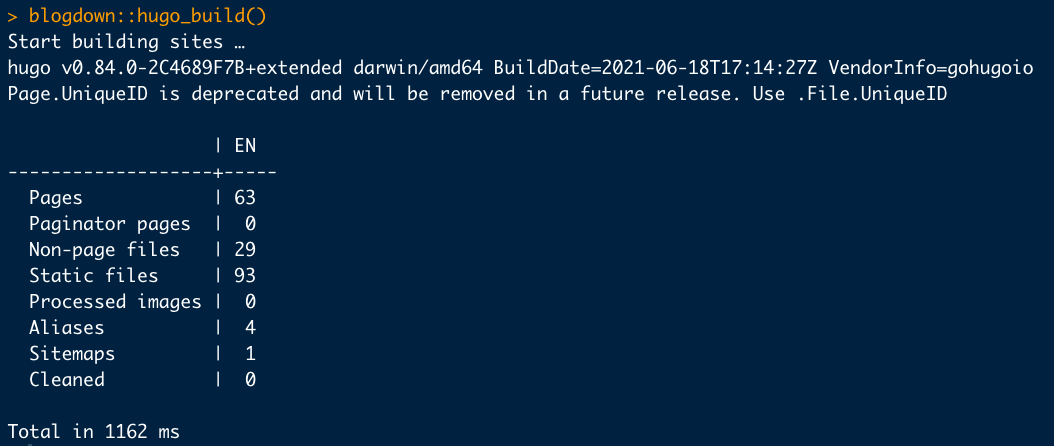 > blogdown::hugo_build()
Start building sites …
hugo v0.84.0-2C4689F7B+extended darwin/amd64 BuildDate=2021-06-18T17:14:27Z VendorInfo=gohugoio
Page.UniqueID is deprecated and will be removed in a future release. Use .File.UniqueID
                   | EN
-------------------+-----
  Pages            | 63
  Paginator pages  |  0
  Non-page files   | 29
  Static files     | 93
  Processed images |  0
  Aliases          |  4
  Sitemaps         |  1
  Cleaned          |  0
Total in 1162 ms